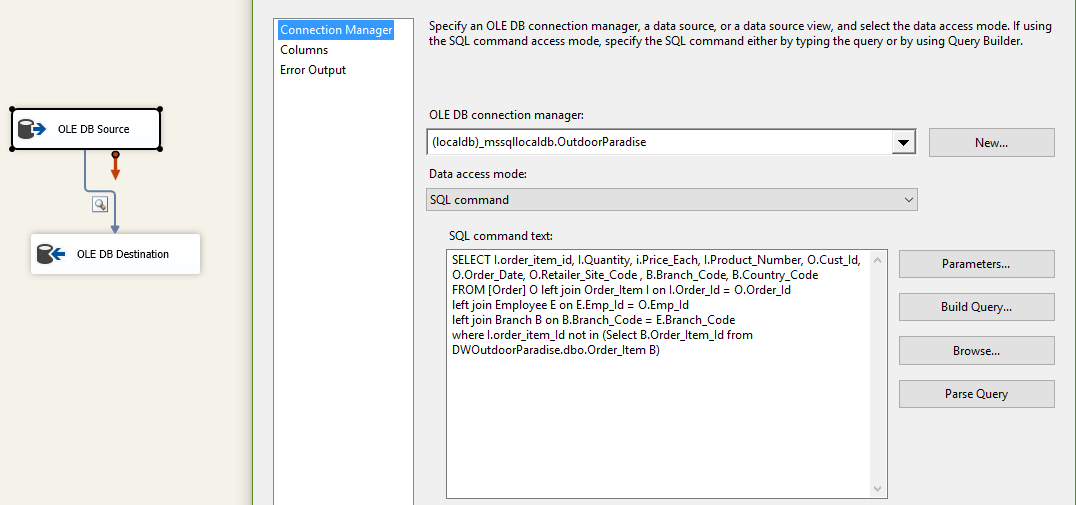 OLE DB Source
OLE DB Destination
Connection Manager
Columns
Error Output
Specify an OLE DB connection manager, a data source, or a data source view, and select the data access mode. If using
the SQL command access mode, specify the SQL command either by typing the query or by using Query Builder.
OLE DB connection manager:
(localdb)_mssqllocaldb.OutdoorParadise
New...
Data access mode:
SQL command
SQL command text:
SELECT I.order_item_id, I.Quantity, i.Price_Each, I.Product_Number, O.Cust_Id,
O.Order_Date, O.Retailer_Site_Code , B.Branch_Code, B.Country_Code
FROM [Order] O left join Order_Item I on I.Order_Id = O.Order_Id
left join Employee E on E.Emp_Id = O.Emp_Id
left join Branch B on B.Branch_Code = E.Branch_Code
where I.order_item_Id not in (Select B.Order_Item_Id from
DWOutdoorParadise.dbo.Order_Item B)
Parameters...
Build Query...
Browse...
Parse Query